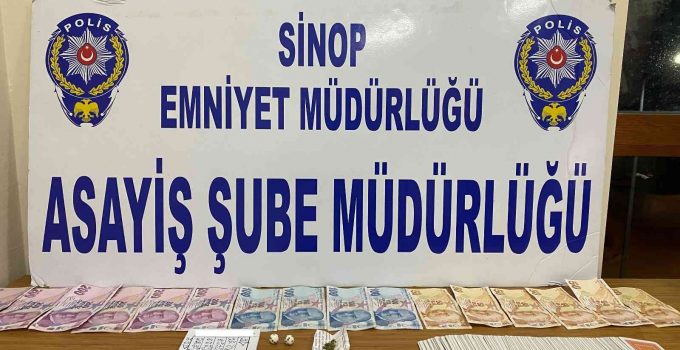 POLİS
POLİS
SİNOP
EMNİYET MÜDÜRLÜĞÜ
ASAYİŞ ŞUBE MÜDÜRLÜĞÜ